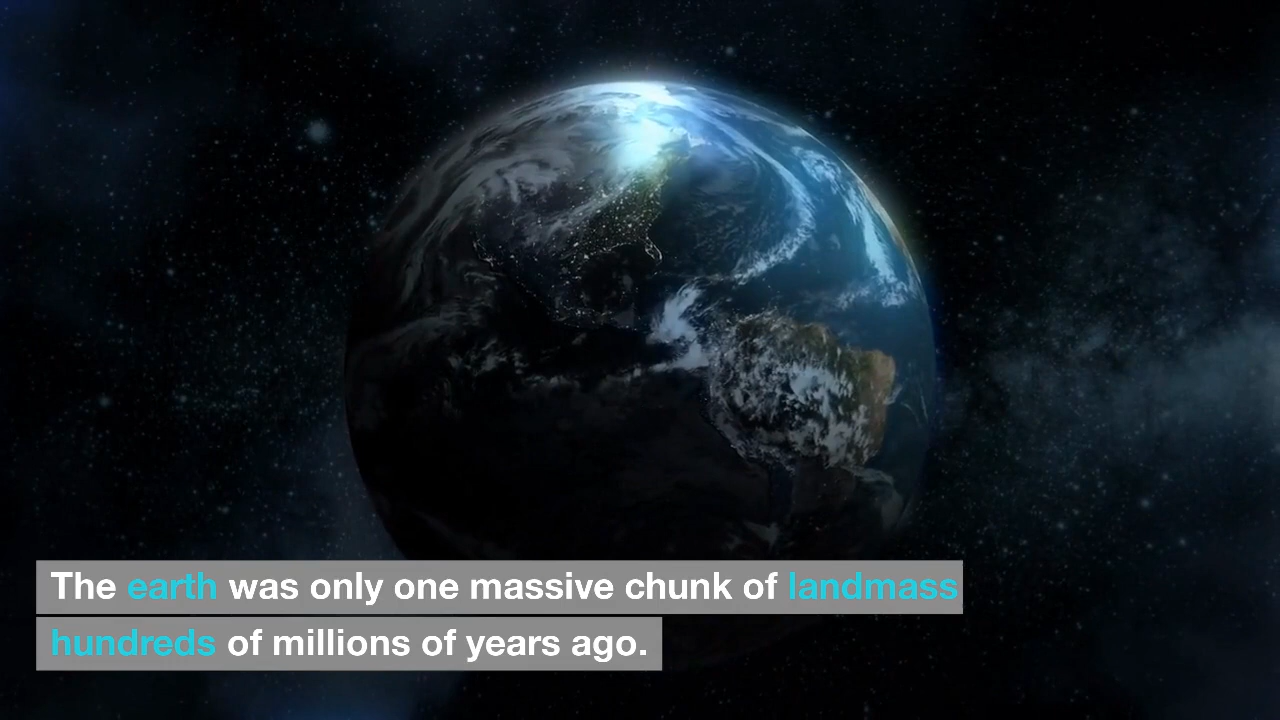 The earth was only one massive chunk of landmass
hundreds of millions of years ago.